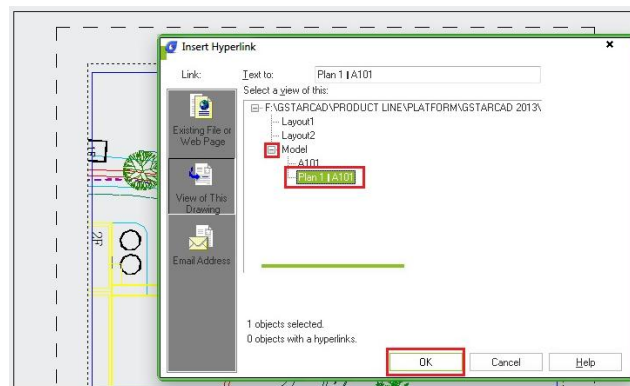 Insert Hyperlink
Link:
Text to:
Plan 1 | A101
Select a view of this:
F:\GSTARCAD\PRODUCT LINE\PLATFORM\GSTARCAD 2013\
Layout1
Layout2
Model
A101
Plan 1 | A101
Existing File or
Web Page
View of This
Drawing
Email Address
1 objects selected.
0 objects with a hyperlinks.
OK
Cancel
Help
2F